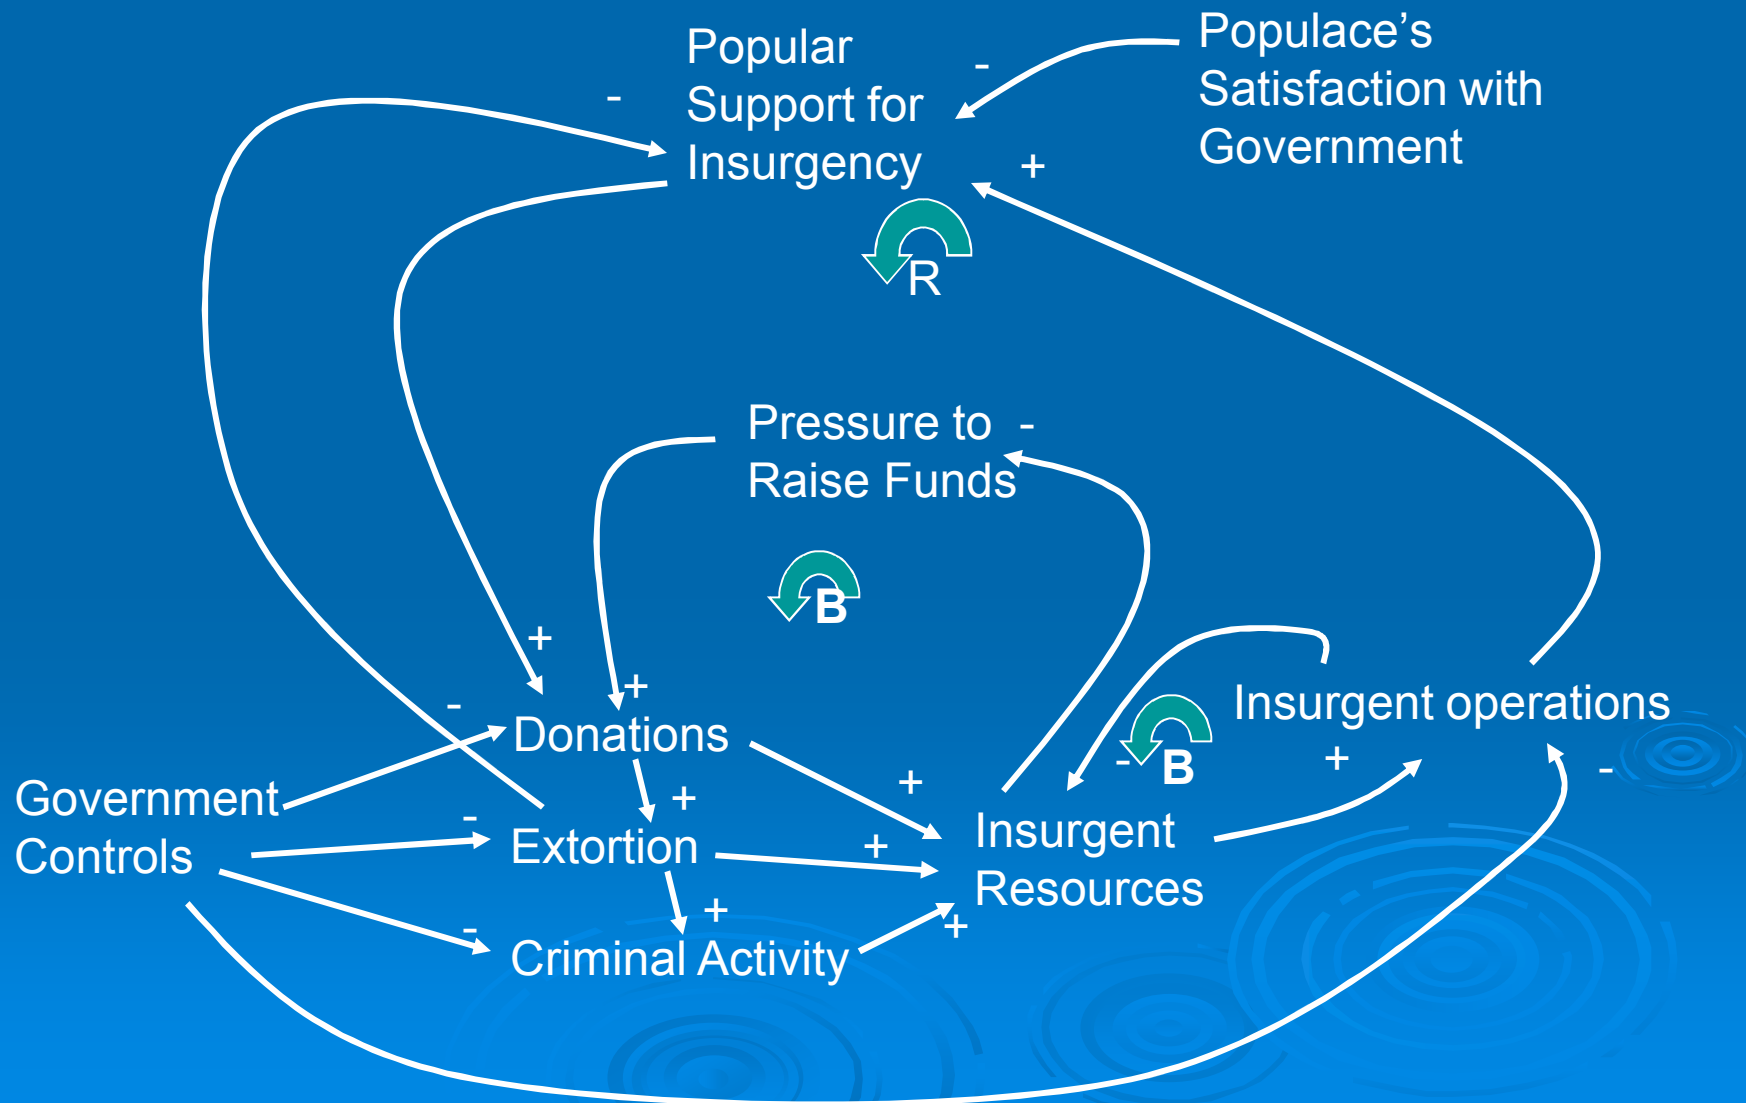 Popular
Support for
Insurgency
Populace’s
Satisfaction with
Government
-
-
+
R
Pressure to -
Raise Funds
B
+
+
-
Donations
Insurgent operations
Government
Controls
-
+
+
-
B
+
-
Extortion
+
Insurgent
Resources
+
-
+
Criminal Activity